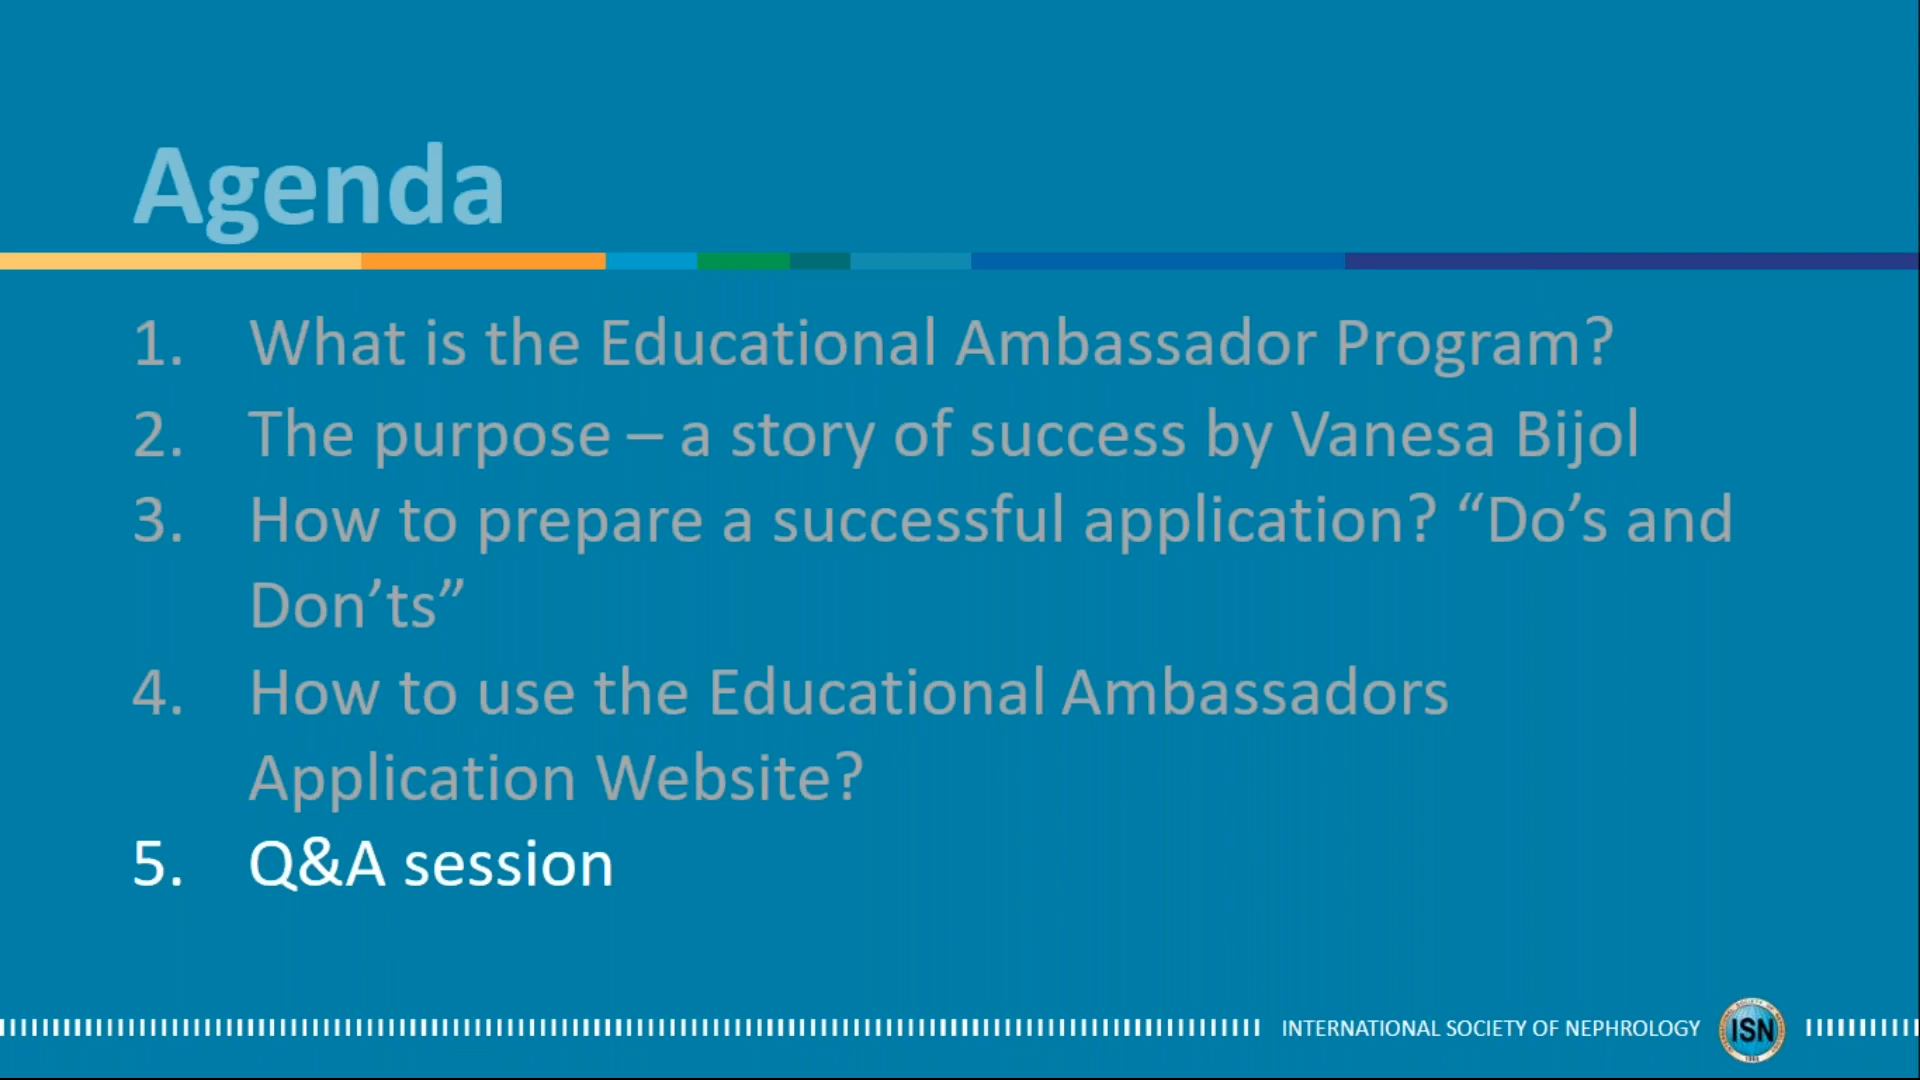 Agenda
1. What is the Educational Ambassador Program?
2. The purpose – a story of success by Vanesa Bijol
3. How to prepare a successful application? “Do’s and
Don’ts”
4. How to use the Educational Ambassadors
Application Website?
5. Q&A session
INTERNATIONAL SOCIETY OF NEPHROLOGY
ISN